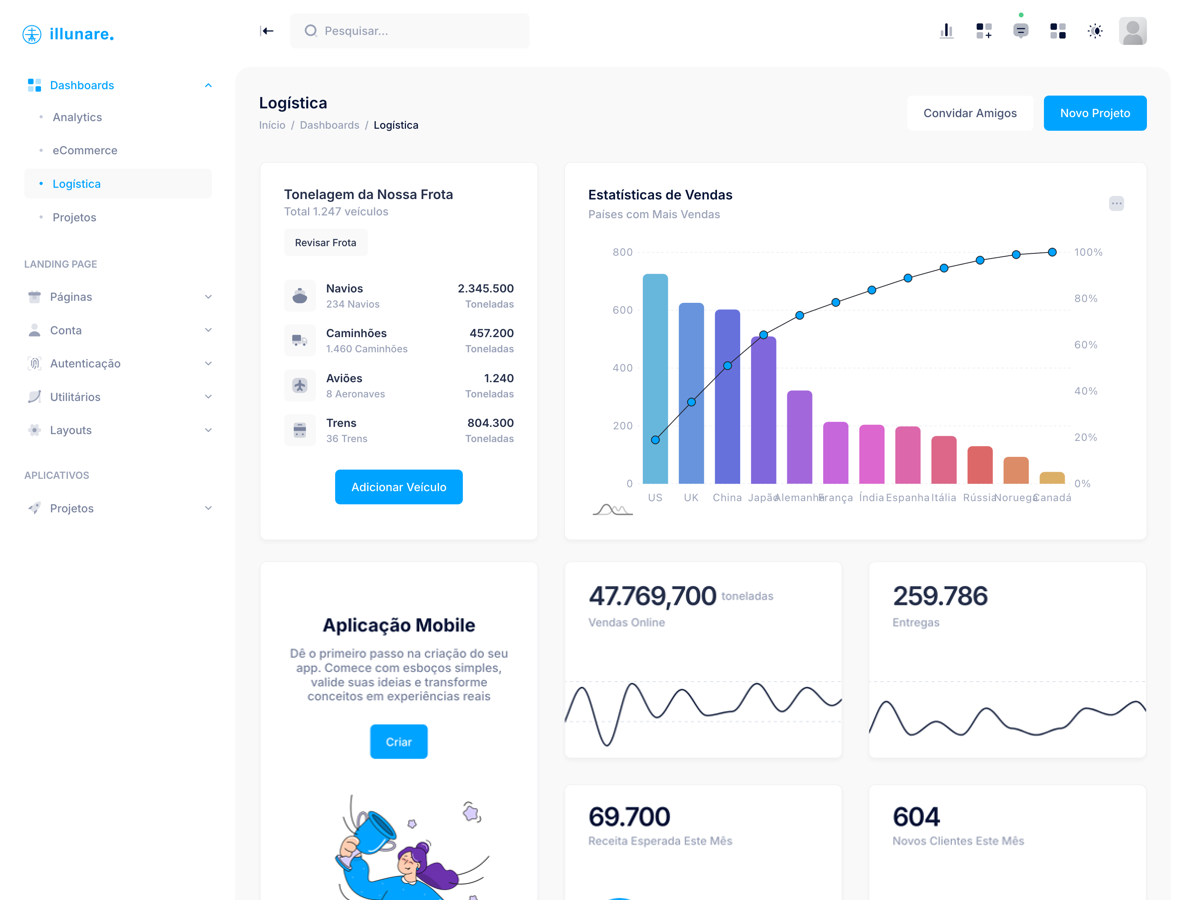 illunare.
Pesquisar...
Dashboards
Analytics
eCommerce
Logística
Projetos
LANDING PAGE
Páginas
Conta
Autenticação
Utilitários
Layouts
APLICATIVOS
Projetos
Logística
Início / Dashboards / Logística
Convidar Amigos
Novo Projeto
Tonelagem da Nossa Frota
Total 1.247 veículos
Revisar Frota
Navios 2.345.500
234 Navios Toneladas
Caminhões 457.200
1.460 Caminhões Toneladas
Aviões 1.240
8 Aeronaves Toneladas
Trens 804.300
36 Trens Toneladas
Adicionar Veículo
Estatísticas de Vendas
Países com Mais Vendas
800 100%
80%
600
60%
400
40%
200
20%
0 0%
US UK China Japão Alemanha França Índia Espanha Itália Rússia Noruega Canadá
Aplicação Mobile
Dê o primeiro passo na criação do seu
app. Comece com esboços simples,
valide suas ideias e transforme
conceitos em experiências reais
Criar
47.769,700 toneladas
Vendas Online
259.786
Entregas
69.700
Receita Esperada Este Mês
604
Novos Clientes Este Mês